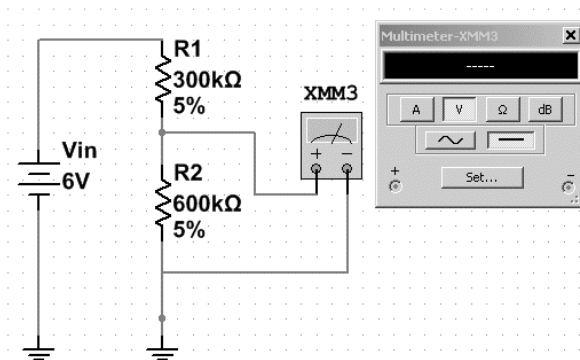 R1
300kΩ
5%
XMM3
Vin
6V
R2
600kΩ
5%
+ −
Multimeter-XMM3
-----
A V Ω dB
Set...
+ −